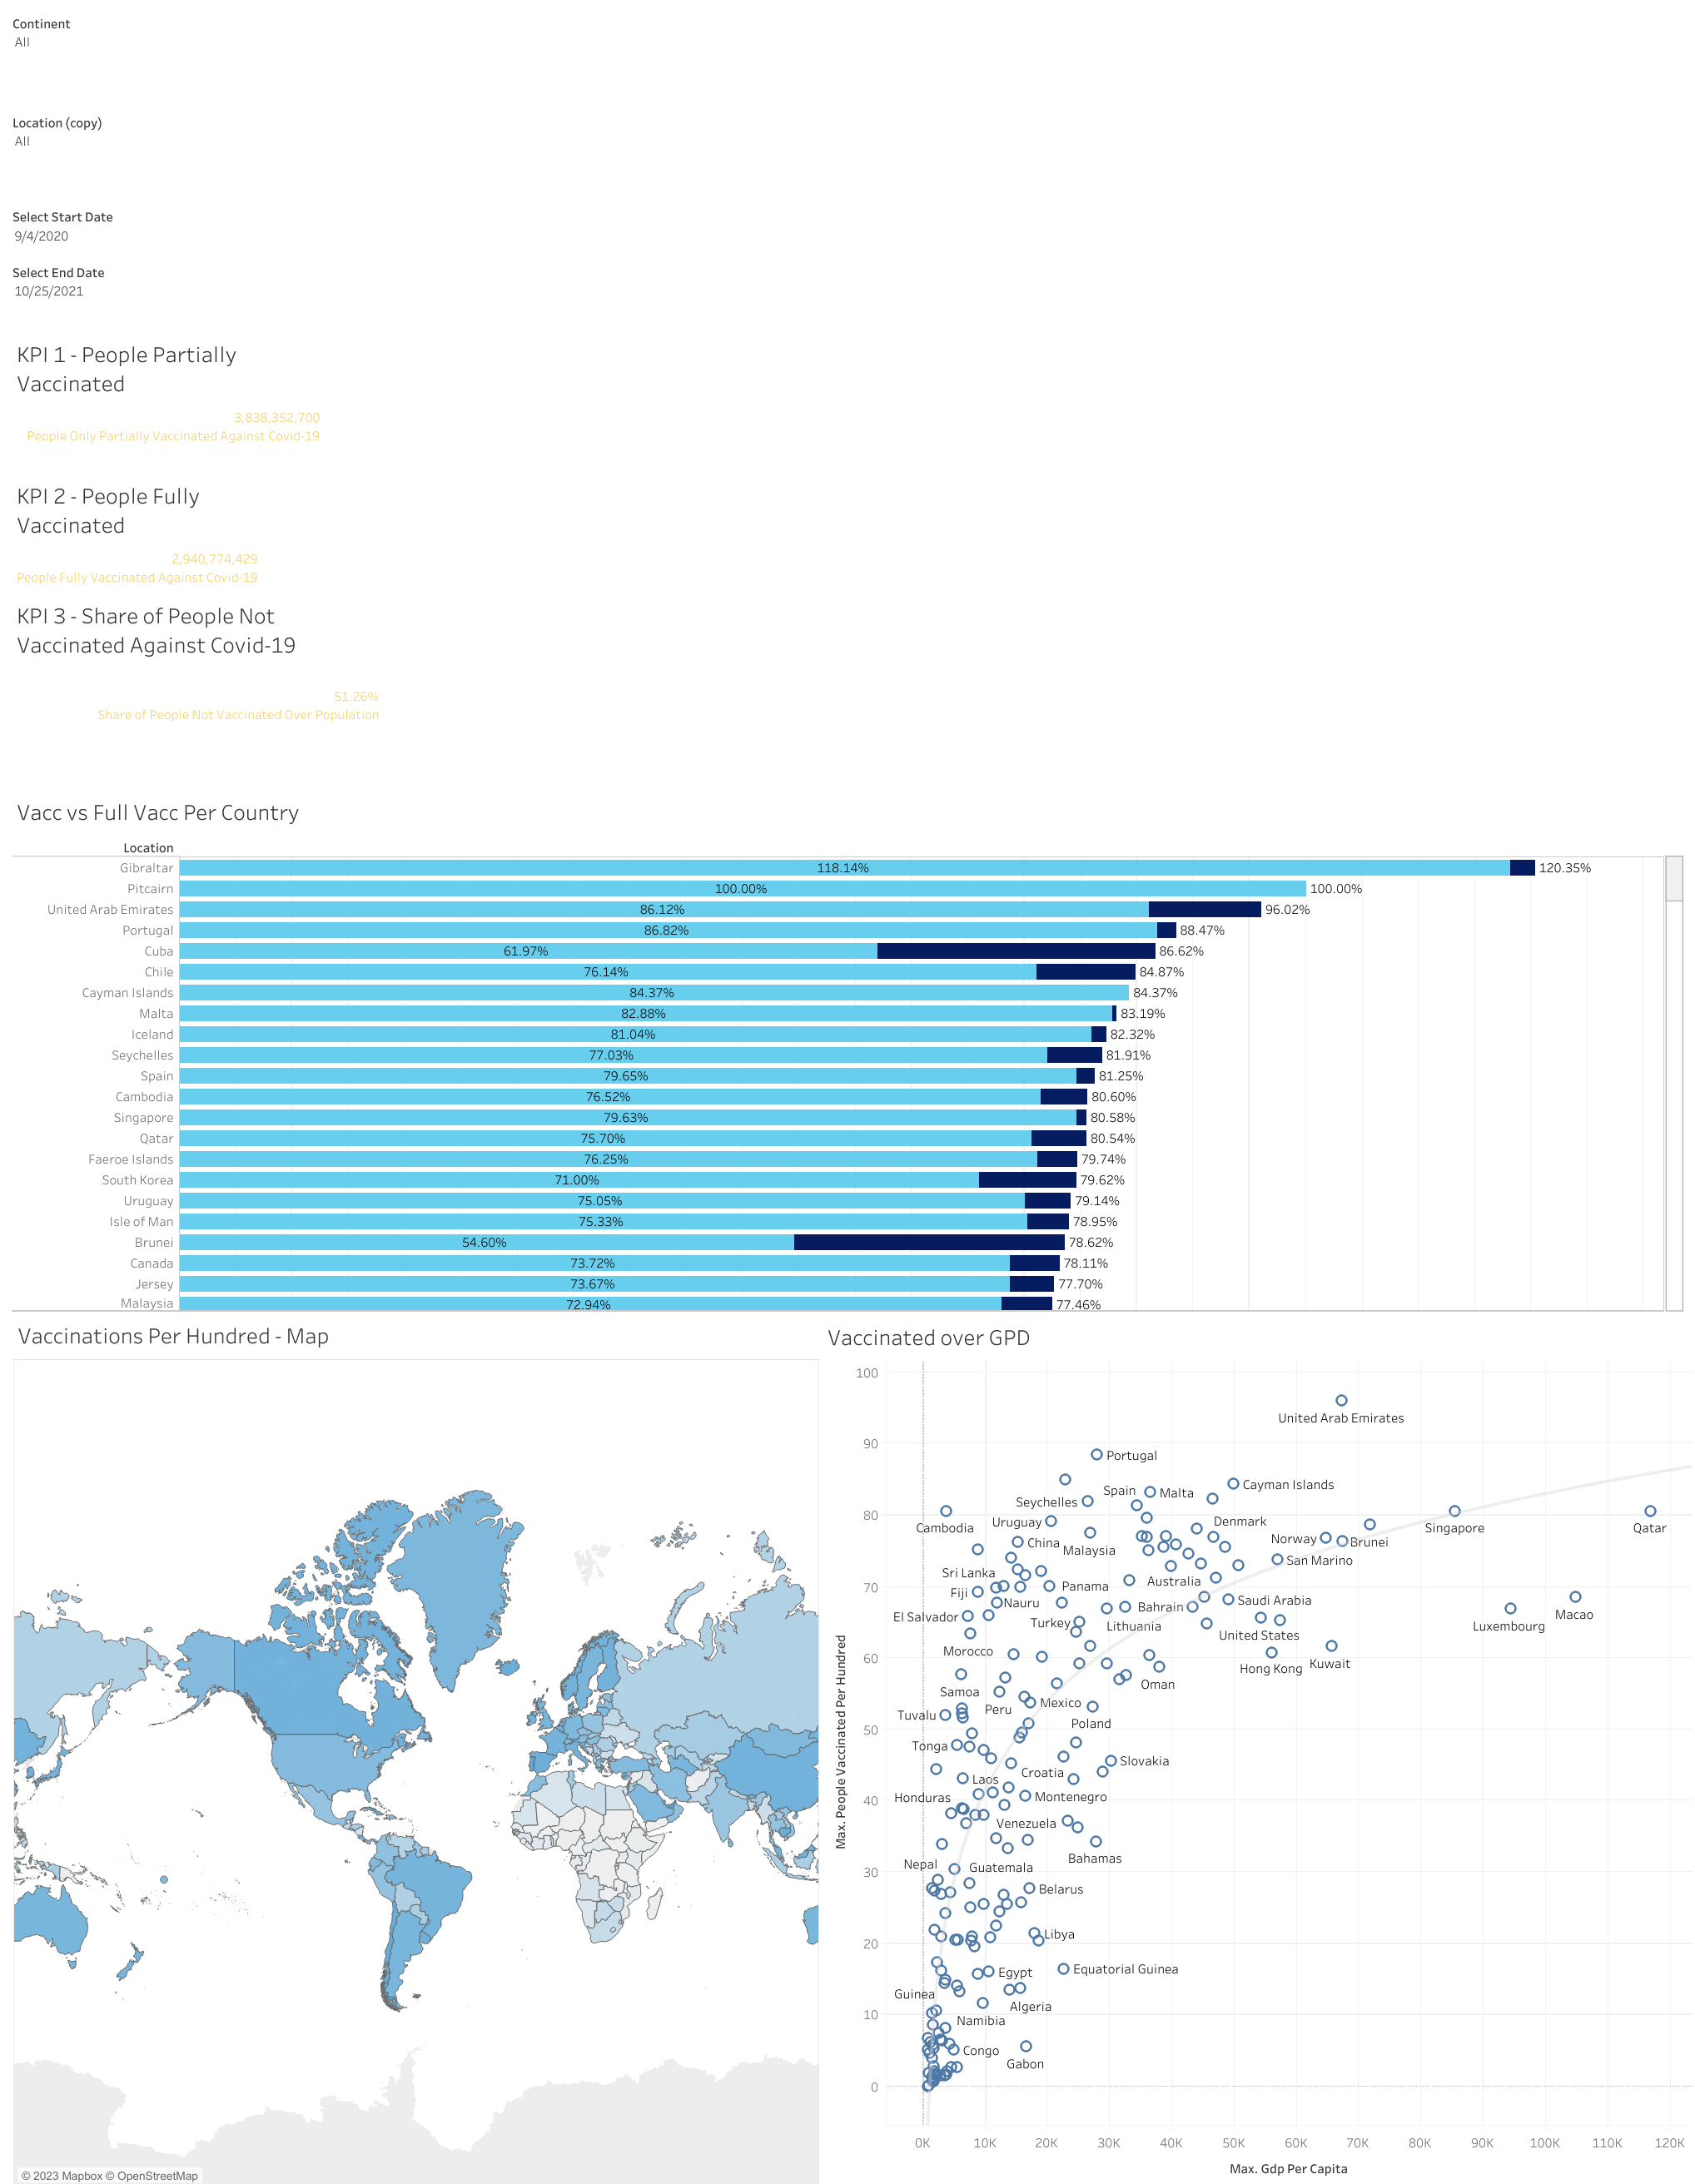 Continent
All
Location (copy)
All
Select Start Date
9/4/2020
Select End Date
10/25/2021
KPI 1 - People Partially
Vaccinated
3,838,352,700
People Only Partially Vaccinated Against Covid-19
KPI 2 - People Fully
Vaccinated
2,940,774,429
People Fully Vaccinated Against Covid-19
KPI 3 - Share of People Not
Vaccinated Against Covid-19
51.26%
Share of People Not Vaccinated Over Population
Vacc vs Full Vacc Per Country
Location
Gibraltar 118.14% 120.35%
Pitcairn 100.00% 100.00%
United Arab Emirates 86.12% 96.02%
Portugal 86.82% 88.47%
Cuba 61.97% 86.62%
Chile 76.14% 84.87%
Cayman Islands 84.37% 84.37%
Malta 82.88% 83.19%
Iceland 81.04% 82.32%
Seychelles 77.03% 81.91%
Spain 79.65% 81.25%
Cambodia 76.52% 80.60%
Singapore 79.63% 80.58%
Qatar 75.70% 80.54%
Faeroe Islands 76.25% 79.74%
South Korea 71.00% 79.62%
Uruguay 75.05% 79.14%
Isle of Man 75.33% 78.95%
Brunei 54.60% 78.62%
Canada 73.72% 78.11%
Jersey 73.67% 77.70%
Malaysia 72.94% 77.46%
Vaccinations Per Hundred - Map
© 2023 Mapbox © OpenStreetMap
Vaccinated over GPD
Max. People Vaccinated Per Hundred
100
90
80
70
60
50
40
30
20
10
0
United Arab Emirates
Portugal
Spain
Malta
Cayman Islands
Seychelles
Cambodia
Uruguay
Denmark
Singapore
Qatar
China
Malaysia
Norway
Brunei
San Marino
Sri Lanka
Fiji
Panama
Australia
Nauru
Bahrain
Saudi Arabia
El Salvador
Turkey
Lithuania
United States
Luxembourg
Macao
Morocco
Hong Kong
Kuwait
Samoa
Oman
Peru
Mexico
Tuvalu
Poland
Tonga
Croatia
Slovakia
Laos
Honduras
Montenegro
Venezuela
Bahamas
Nepal
Guatemala
Belarus
Libya
Egypt
Equatorial Guinea
Guinea
Algeria
Namibia
Congo
Gabon
0K 10K 20K 30K 40K 50K 60K 70K 80K 90K 100K 110K 120K
Max. Gdp Per Capita